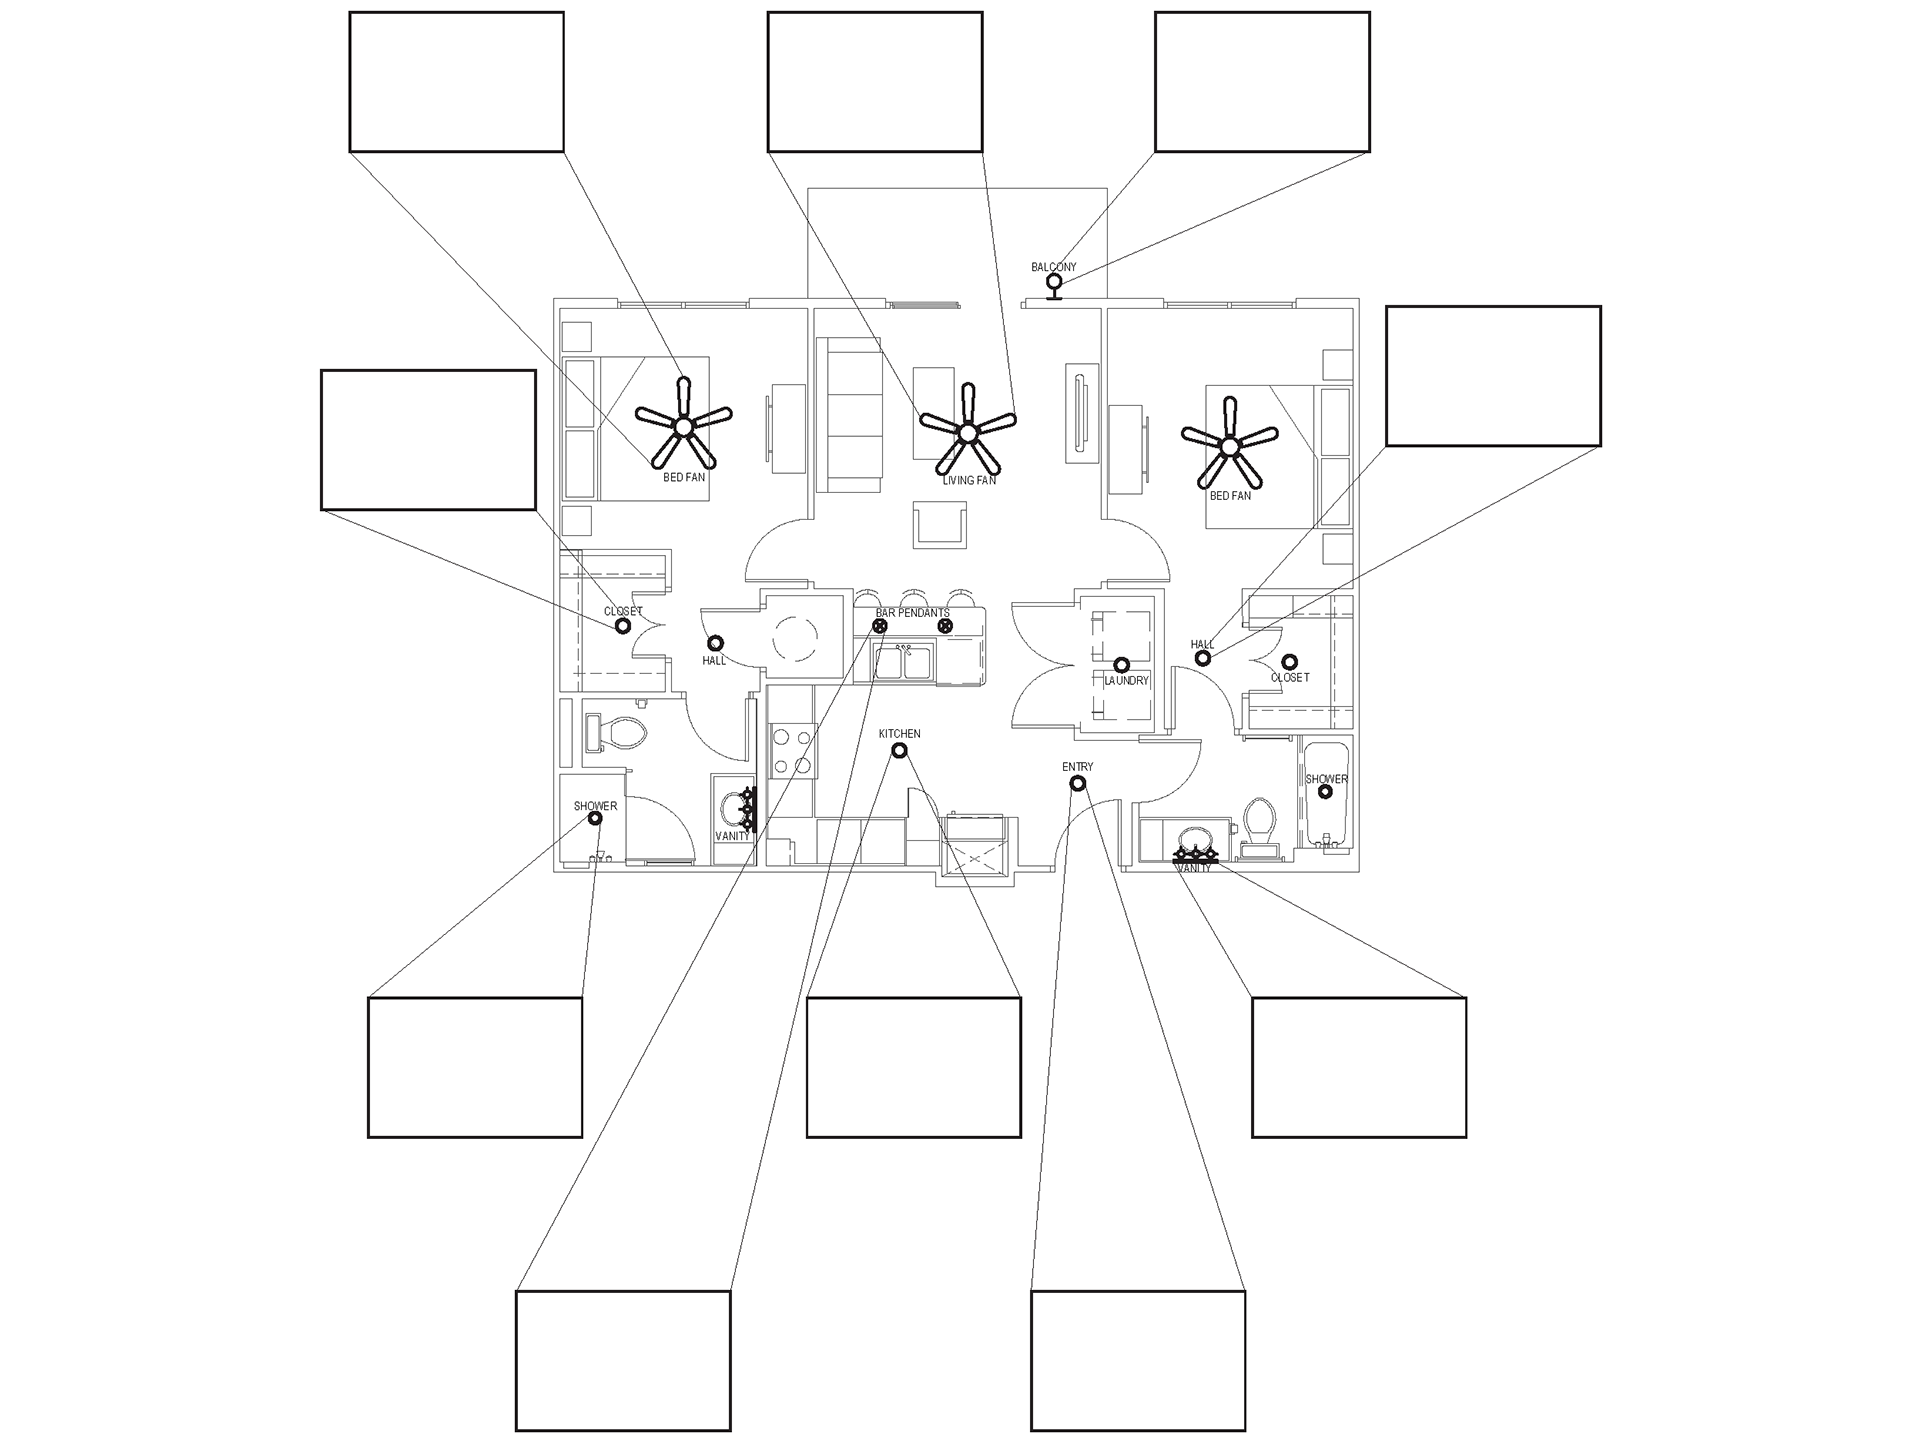 BALCONY
BED FAN
LIVING FAN
BED FAN
CLOSET
BAR PENDANTS
HALL
HALL
CLOSET
LAUNDRY
KITCHEN
ENTRY
SHOWER
SHOWER
VANITY
VANITY